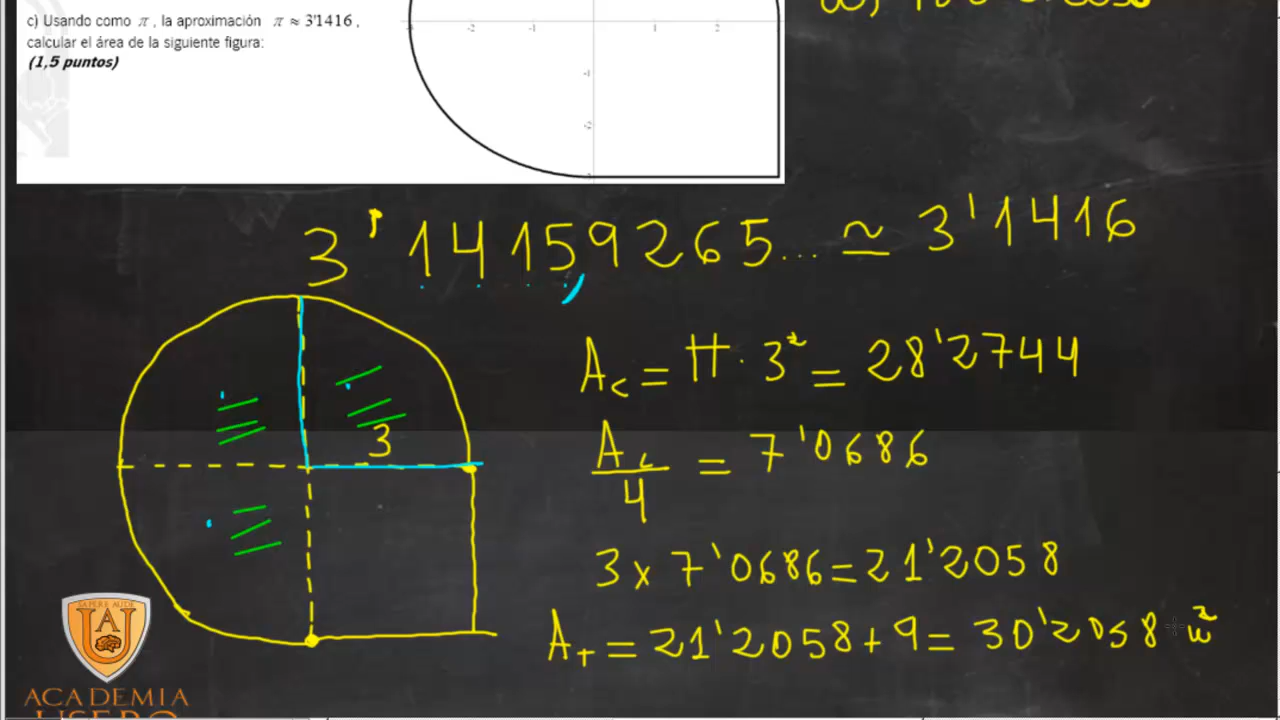 c) Usando como π, la aproximación π ≈ 3'1416,
calcular el área de la siguiente figura:
(1,5 puntos)
-2 -1 1 2
-1
-2
3'14159265... ≃ 3'1416
A_c = π · 3² = 28'2744
A_c/4 = 7'0686
3
3 x 7'0686 = 21'2058
A_T = 21'2058 + 9 = 30'2058 u²
SAPERE AUDE
UA
ACADEMIA
USERO